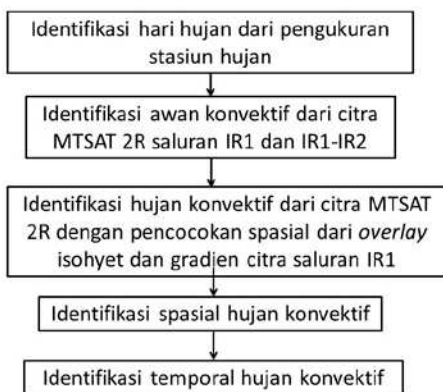 Identifikasi hari hujan dari pengukuran
stasiun hujan
Identifikasi awan konvektif dari citra
MTSAT 2R saluran IR1 dan IR1-IR2
Identifikasi hujan konvektif dari citra MTSAT
2R dengan pencocokan spasial dari overlay
isohyet dan gradien citra saluran IR1
Identifikasi spasial hujan konvektif
Identifikasi temporal hujan konvektif